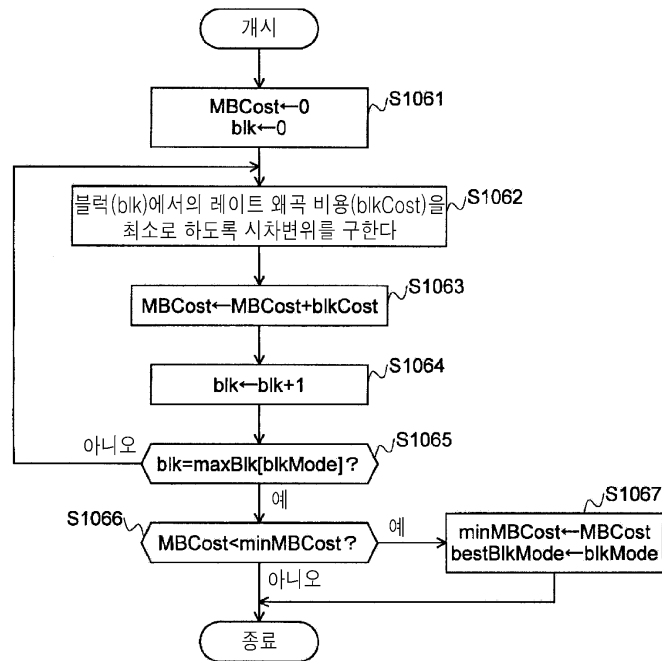 개시
MBCost←0
blk←0
S1061
블럭(blk)에서의 레이트 왜곡 비용(blkCost)을
최소로 하도록 시차변위를 구한다
S1062
MBCost←MBCost+blkCost
S1063
blk←blk+1
S1064
아니오
blk=maxBlk[blkMode]?
S1065
예
S1066
MBCost<minMBCost?
예
S1067
minMBCost←MBCost
bestBlkMode←blkMode
아니오
종료